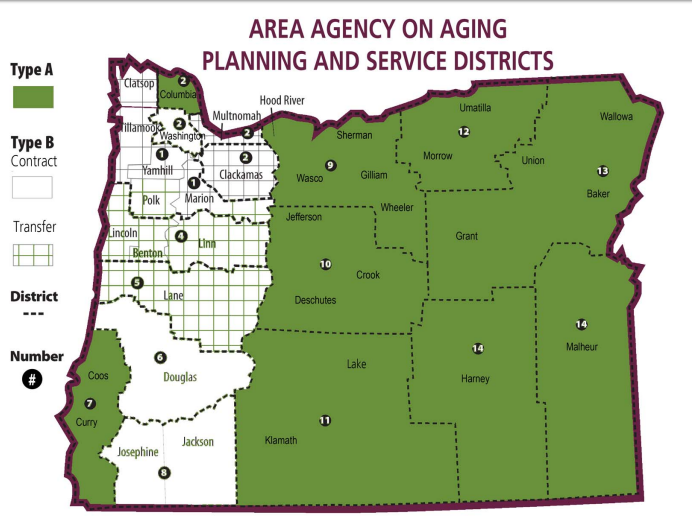 AREA AGENCY ON AGING
PLANNING AND SERVICE DISTRICTS
Type A
Type B
Contract
Transfer
District
Number
#
Clatsop
2
Columbia
Hood River
Multnomah
Tillamook
2
Washington
2
1
2
Clackamas
Yamhill
1
Marion
Polk
Lincoln
4
Linn
Benton
5
Lane
6
Douglas
Coos
7
Curry
Josephine
Jackson
8
Sherman
9
Wasco
Gilliam
Wheeler
Jefferson
10
Crook
Deschutes
Umatilla
12
Morrow
Union
Wallowa
13
Baker
Grant
Lake
11
Klamath
14
Harney
14
Malheur